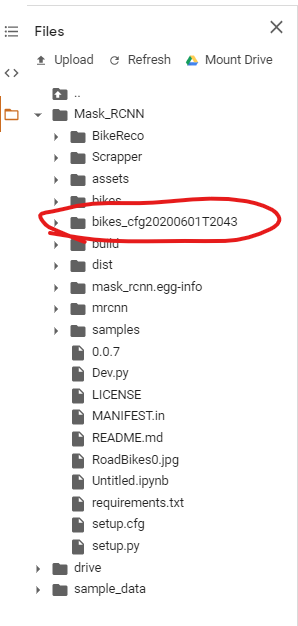 Files
Upload Refresh Mount Drive
..
Mask_RCNN
BikeReco
Scrapper
assets
bikes
bikes_cfg20200601T2043
build
dist
mask_rcnn.egg-info
mrcnn
samples
0.0.7
Dev.py
LICENSE
MANIFEST.in
README.md
RoadBikes0.jpg
Untitled.ipynb
requirements.txt
setup.cfg
setup.py
drive
sample_data